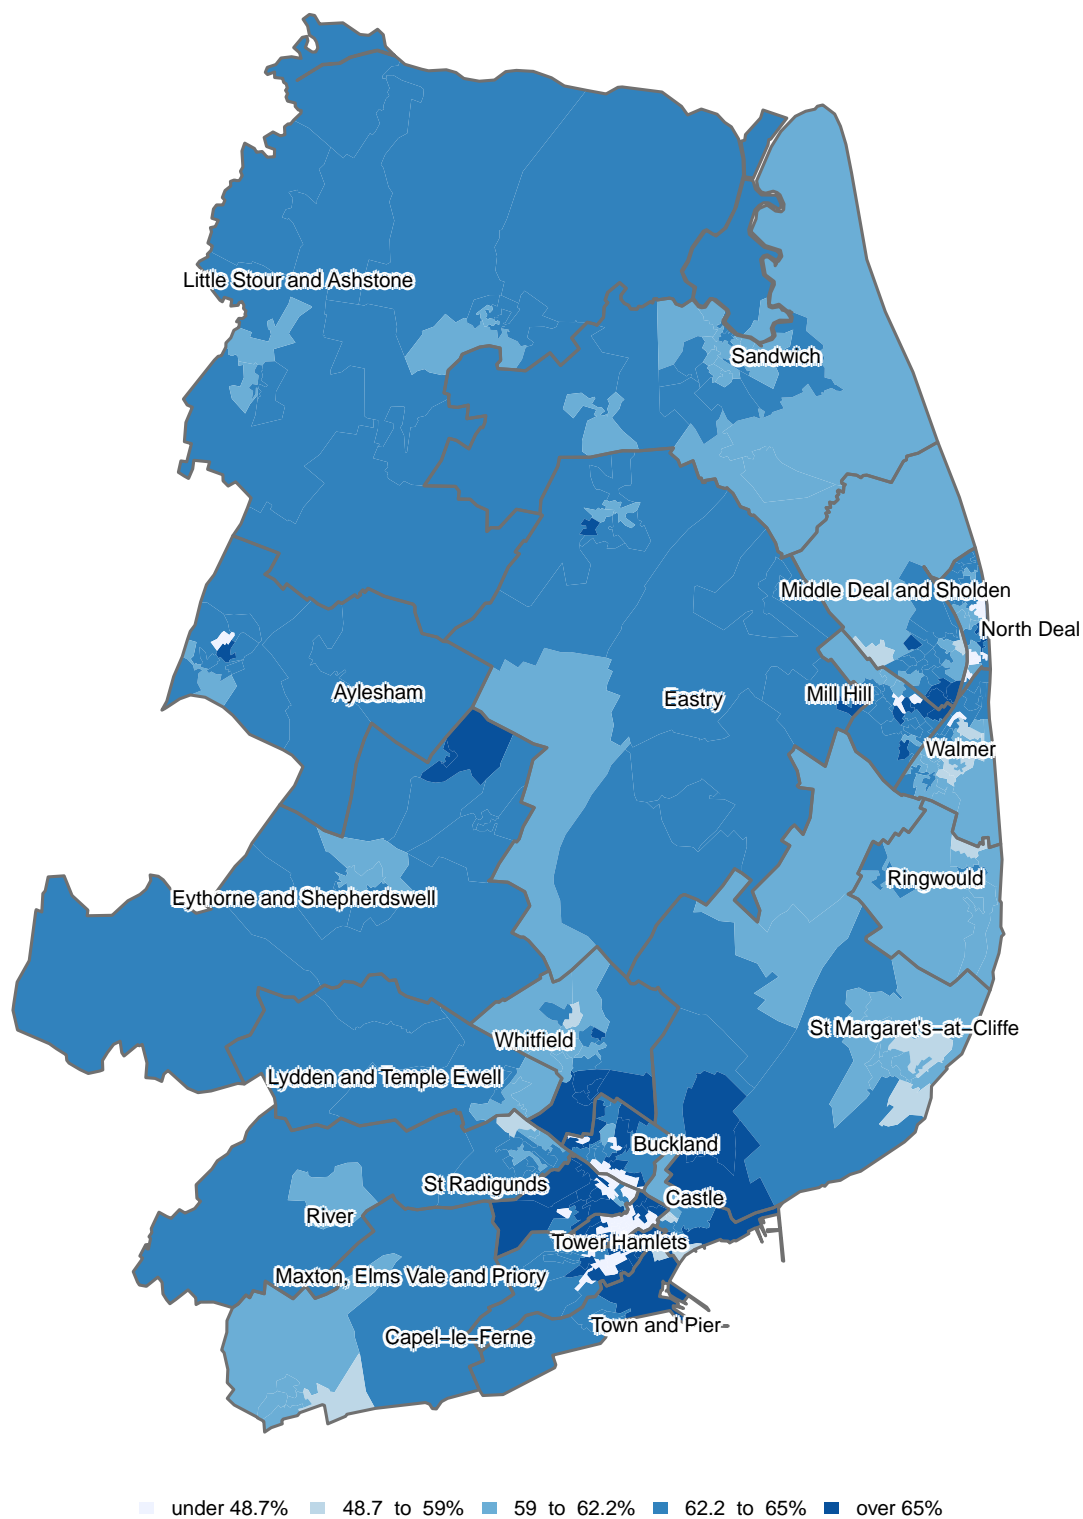 Little Stour and Ashstone
Sandwich
Middle Deal and Sholden
North Deal
Aylesham
Eastry
Mill Hill
Walmer
Ringwould
Eythorne and Shepherdswell
St Margaret's−at−Cliffe
Whitfield
Lydden and Temple Ewell
Buckland
St Radigunds
Castle
River
Tower Hamlets
Maxton, Elms Vale and Priory
Town and Pier
Capel−le−Ferne
under 48.7% 48.7 to 59% 59 to 62.2% 62.2 to 65% over 65%